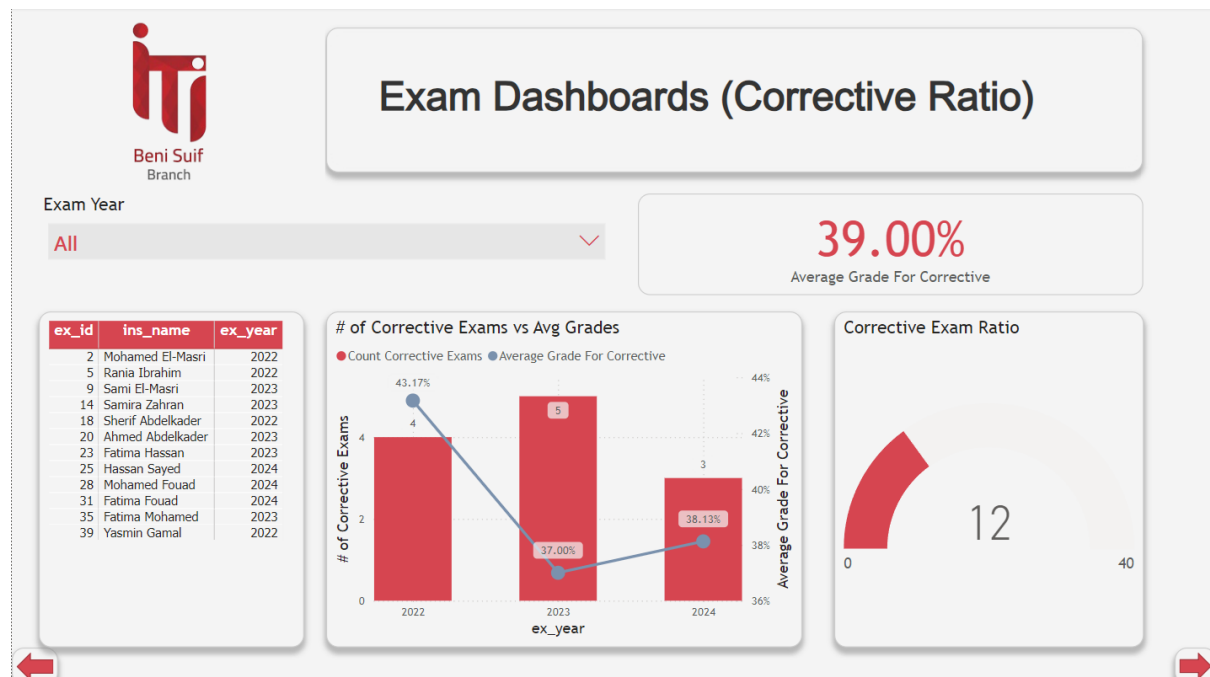 iTi
Beni Suif
Branch
Exam Dashboards (Corrective Ratio)
Exam Year
All
39.00%
Average Grade For Corrective
ex_id ins_name ex_year
2 Mohamed El-Masri 2022
5 Rania Ibrahim 2022
9 Sami El-Masri 2023
14 Samira Zahran 2023
18 Sherif Abdelkader 2022
20 Ahmed Abdelkader 2023
23 Fatima Hassan 2023
25 Hassan Sayed 2024
28 Mohamed Fouad 2024
31 Fatima Fouad 2024
35 Fatima Mohamed 2023
39 Yasmin Gamal 2022
# of Corrective Exams vs Avg Grades
Count Corrective Exams Average Grade For Corrective
# of Corrective Exams
4
2
0
43.17%
4
5
37.00%
3
38.13%
44%
42%
40%
38%
36%
Average Grade For Corrective
2022 2023 2024
ex_year
Corrective Exam Ratio
12
0 40